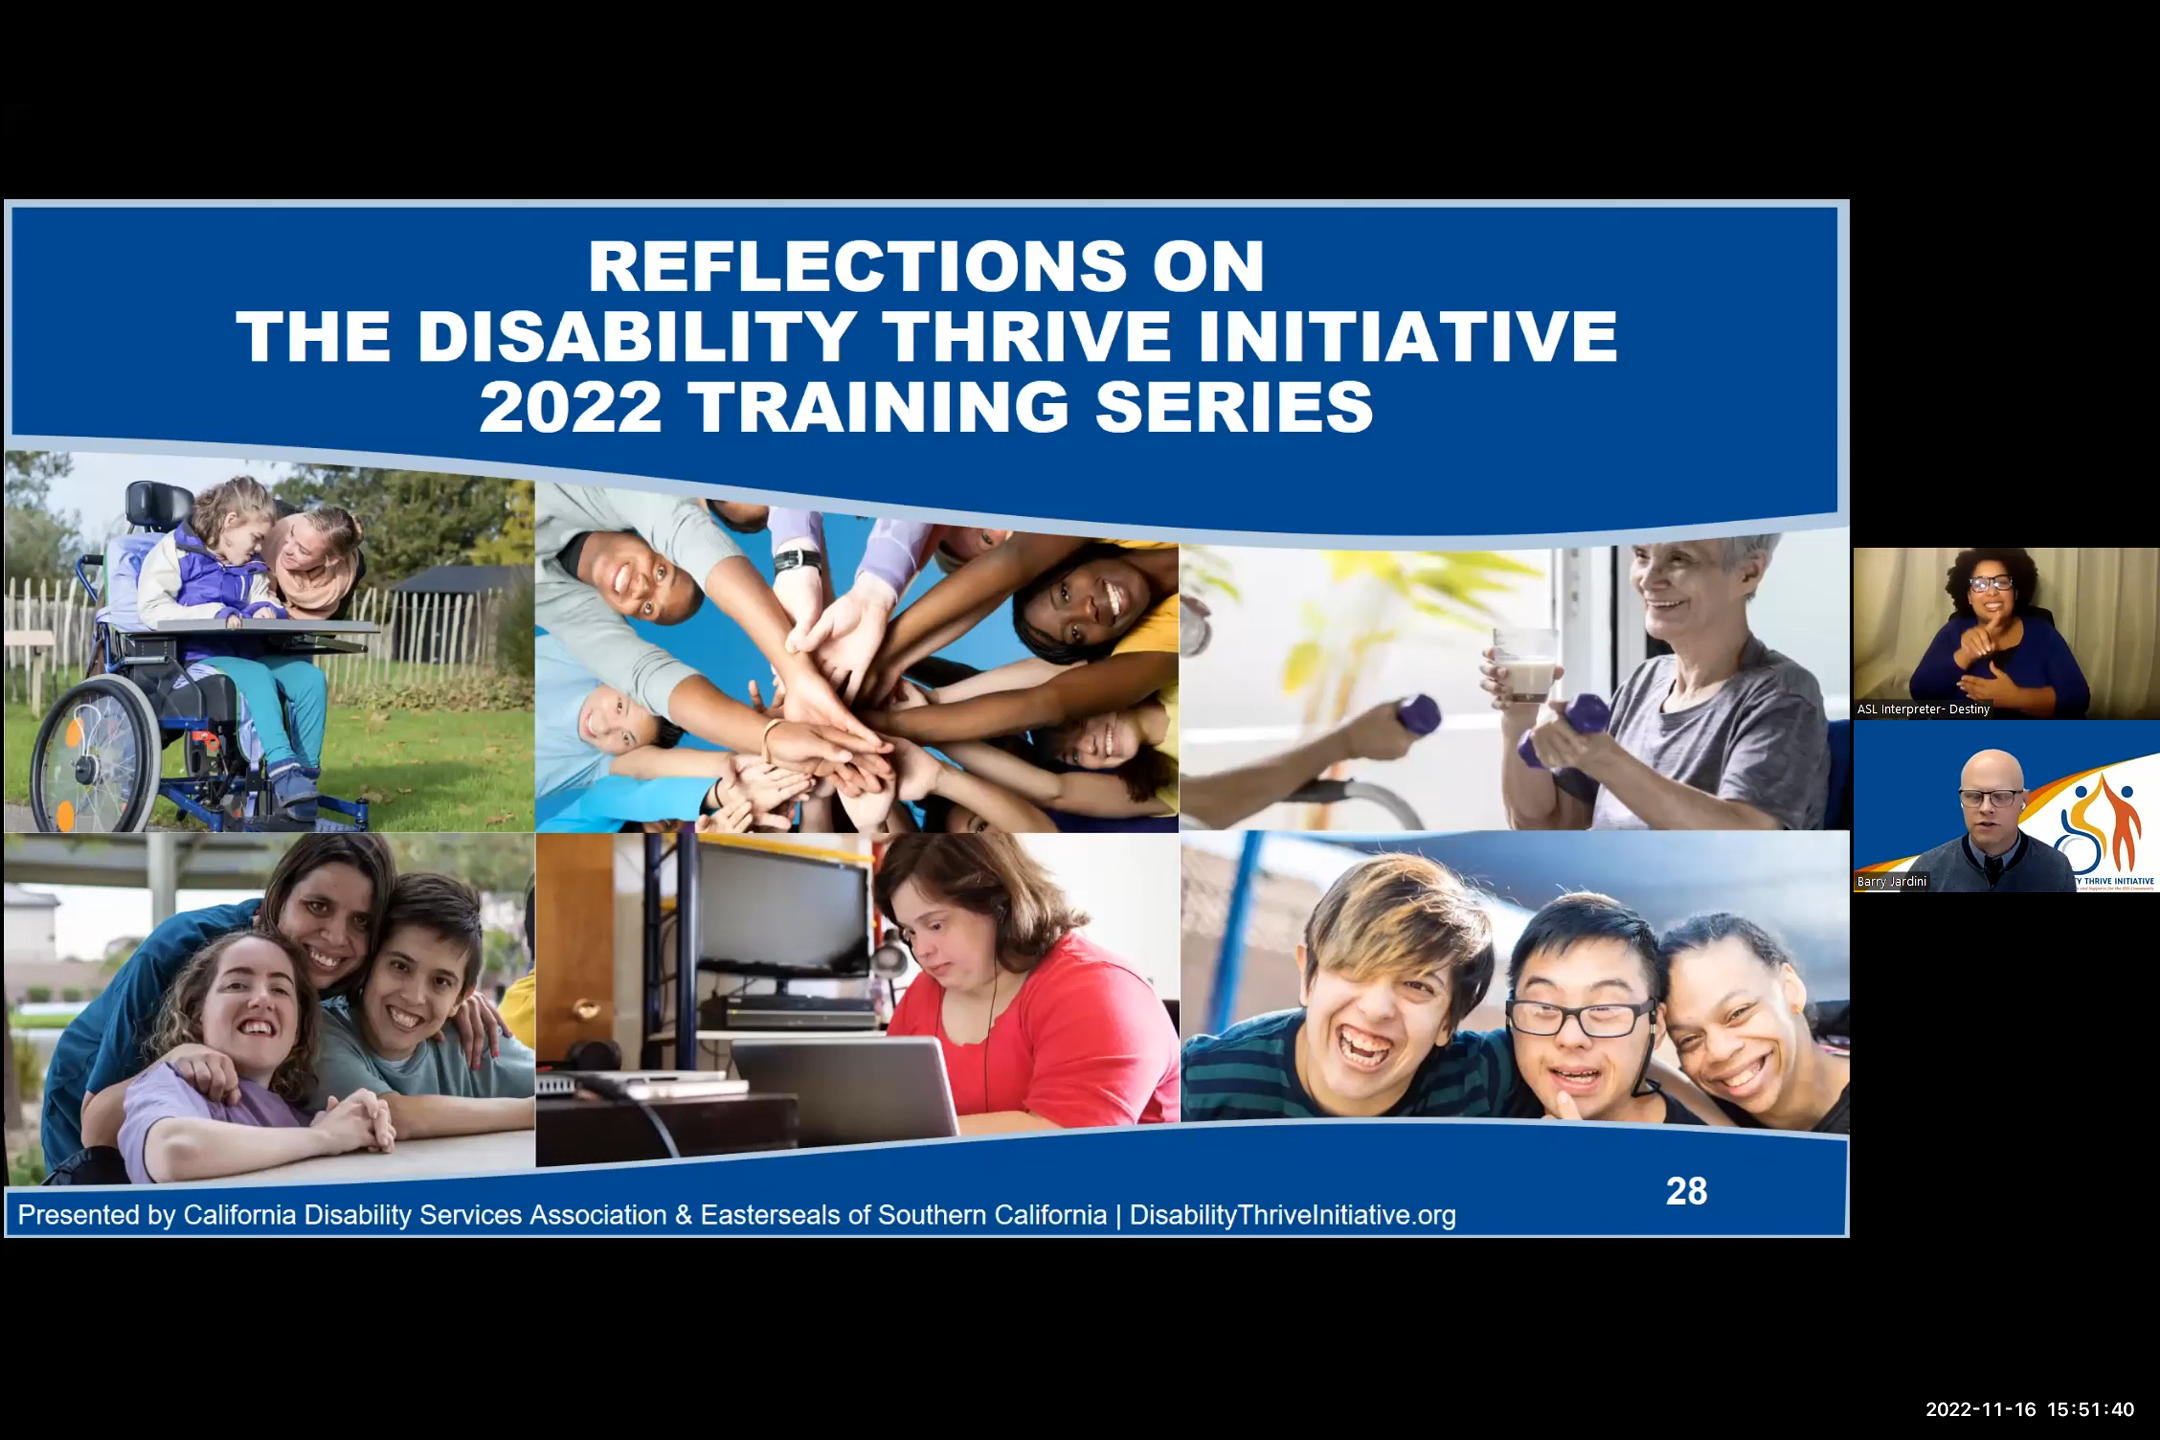 REFLECTIONS ON
THE DISABILITY THRIVE INITIATIVE
2022 TRAINING SERIES
ASL Interpreter- Destiny
Barry Jardini
TY THRIVE INITIATIVE
28
Presented by California Disability Services Association & Easterseals of Southern California | DisabilityThriveInitiative.org
2022-11-16 15:51:40